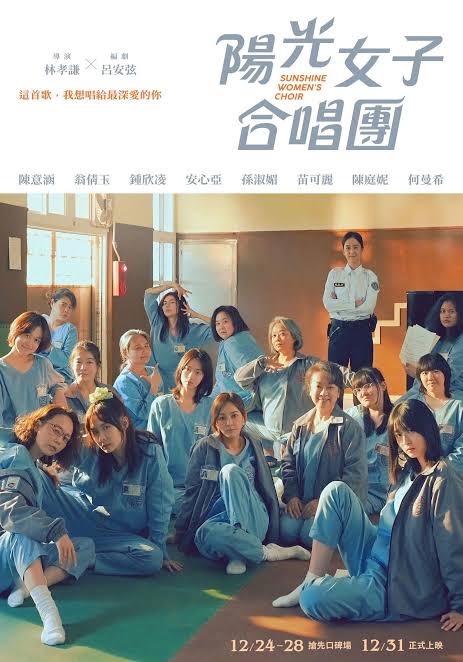 導演 編劇
林孝謙 × 呂安弦
這首歌，我想唱給最深愛的你
陽光女子
SUNSHINE
WOMEN'S
CHOIR
合唱團
陳意涵 翁倩玉 鍾欣凌 安心亞 孫淑媚 苗可麗 陳庭妮 何曼希
12/24-28 搶先口碑場 12/31 正式上映